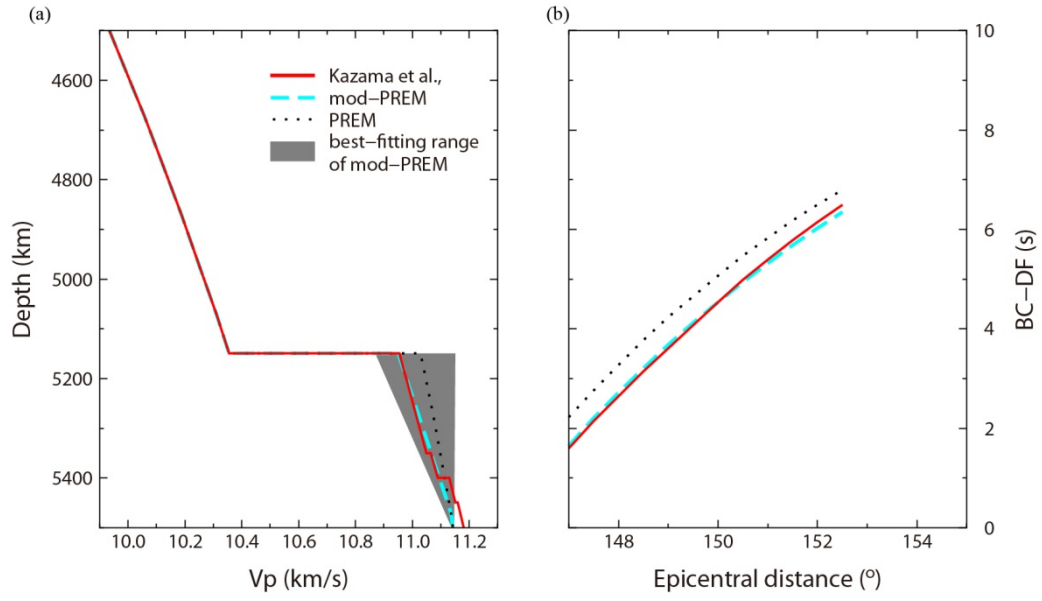 (a)
4600
4800
5000
5200
5400
Depth (km)
10.0 10.2 10.4 10.6 10.8 11.0 11.2
Vp (km/s)
Kazama et al.,
mod−PREM
PREM
best−fitting range
of mod−PREM
(b)
10
8
6
4
2
0
BC−DF (s)
148 150 152 154
Epicentral distance (º)